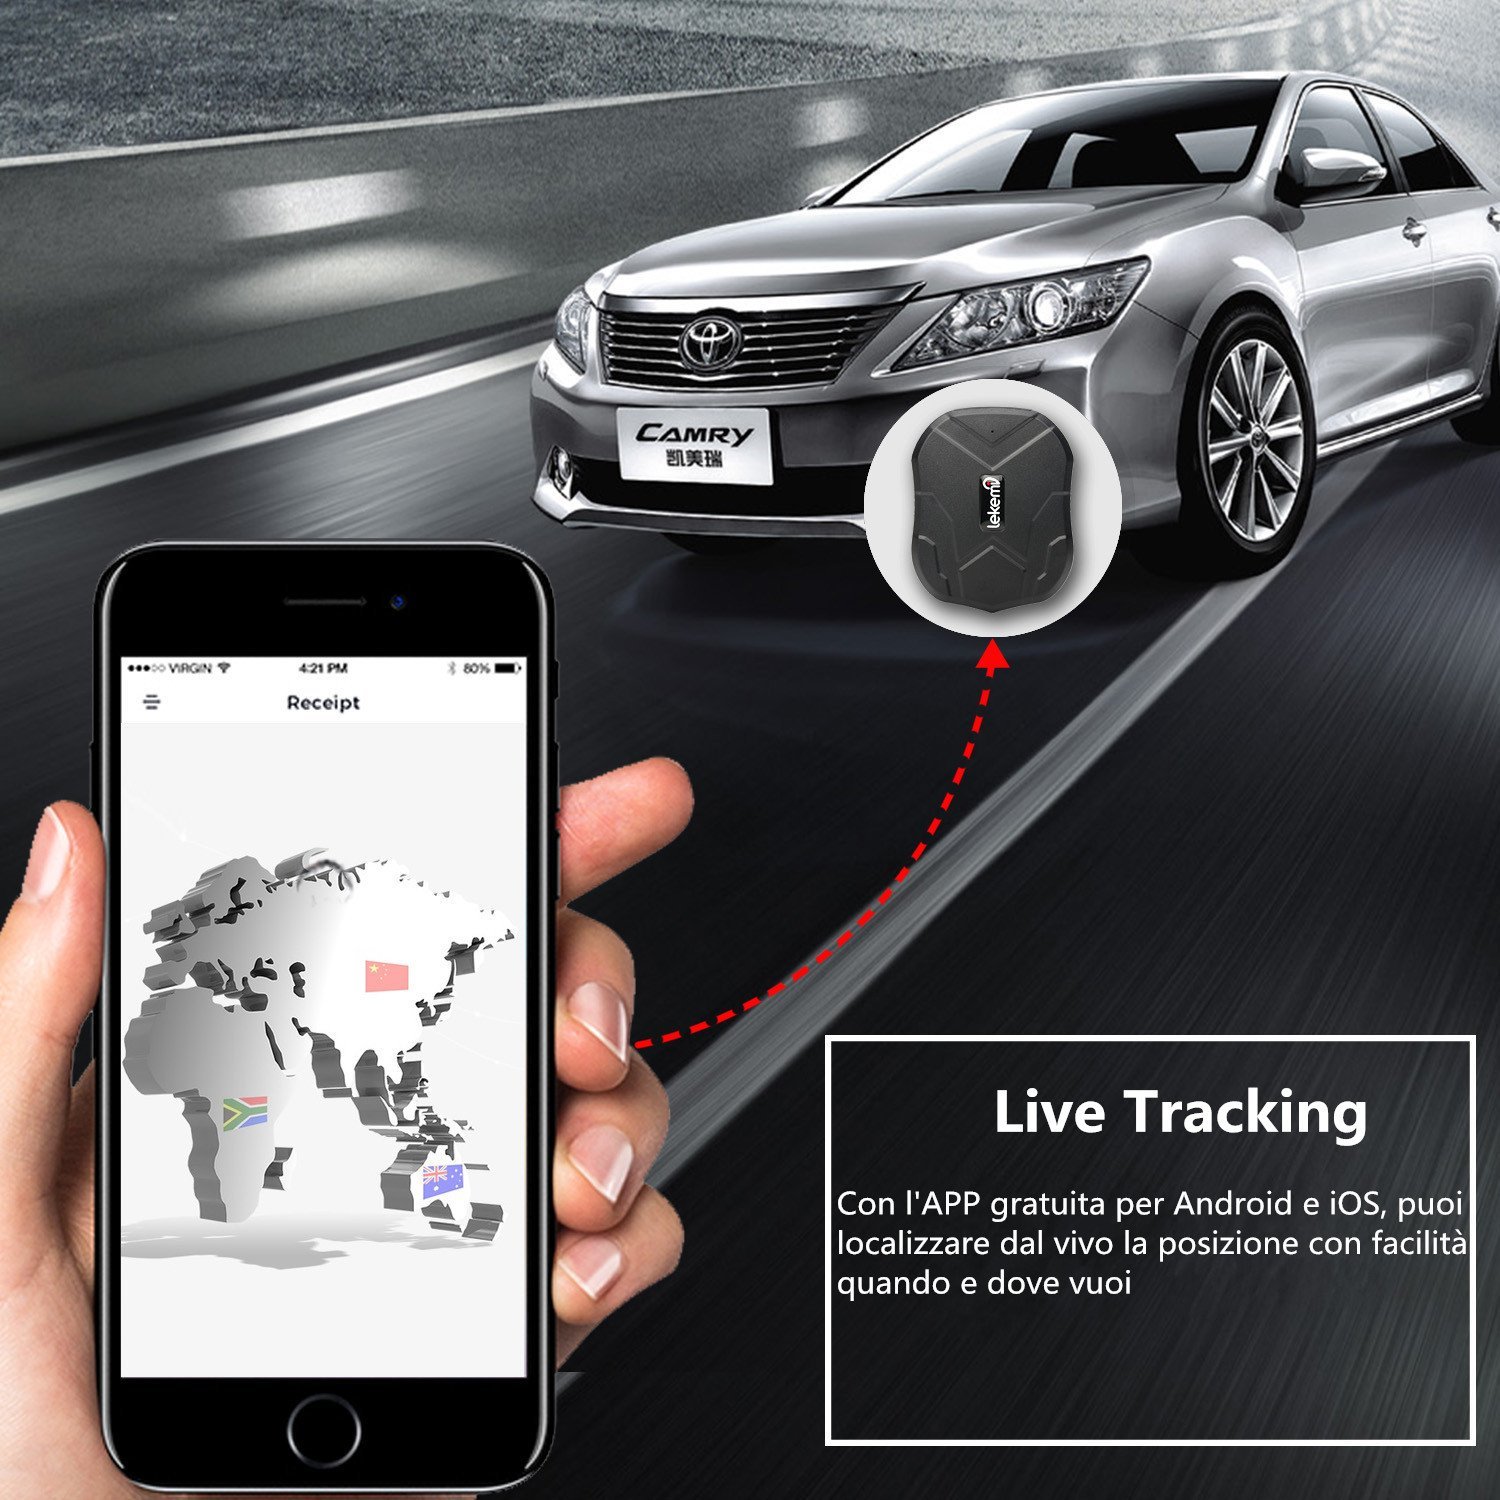 CAMRY
凯美瑞
lekemi
VIRGIN 4:21 PM 80%
Receipt
Live Tracking
Con l'APP gratuita per Android e iOS, puoi
localizzare dal vivo la posizione con facilità
quando e dove vuoi